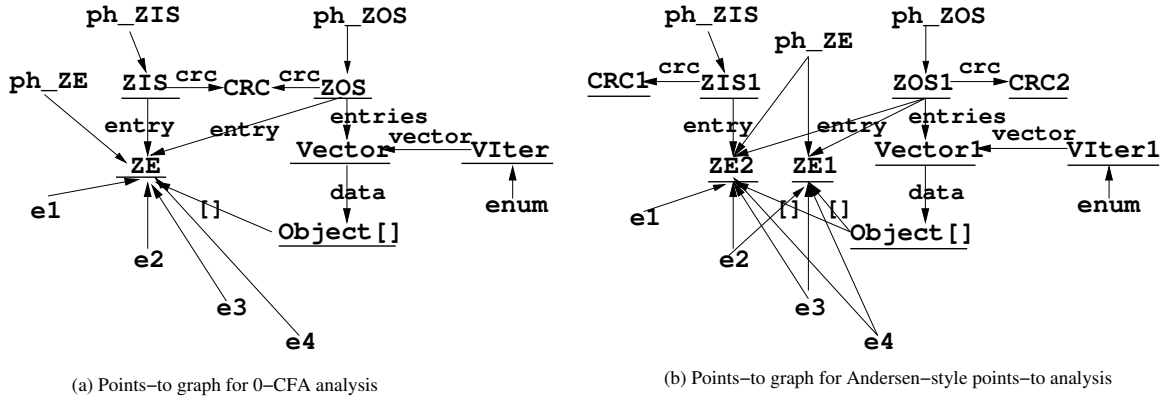 ph_ZIS
ph_ZOS
ph_ZE
ZIS
crc
CRC
crc
ZOS
entry
entry
entries
vector
ZE
Vector
VIter
e1
[]
data
enum
e2
Object[]
e3
e4
(a) Points-to graph for 0-CFA analysis
ph_ZIS
ph_ZOS
ph_ZE
CRC1
crc
ZIS1
ZOS1
crc
CRC2
entry
entry
entries
vector
ZE2
ZE1
Vector1
VIter1
e1
[]
[]
data
enum
e2
Object[]
e3
e4
(b) Points-to graph for Andersen-style points-to analysis